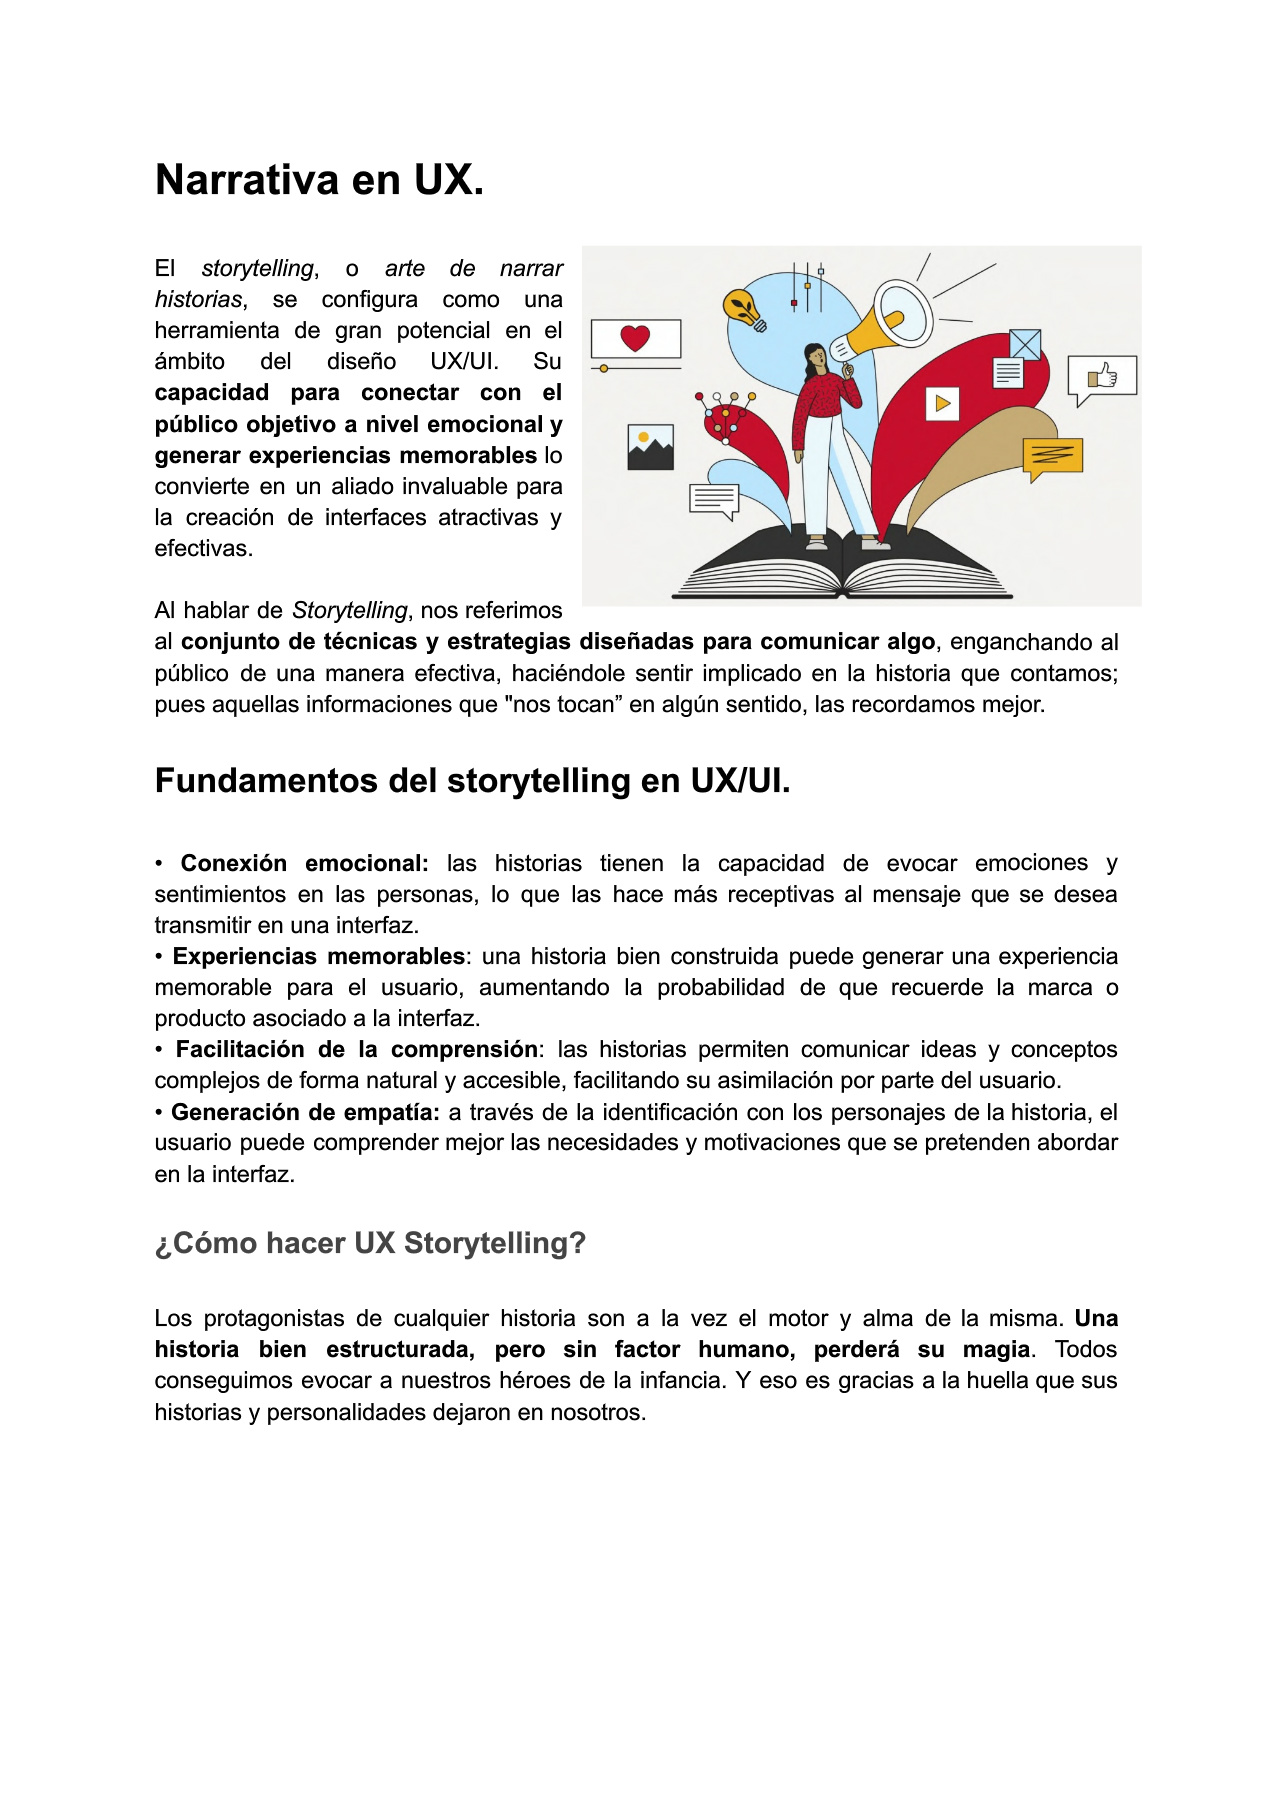 Narrativa en UX.
El storytelling, o arte de narrar
historias, se configura como una
herramienta de gran potencial en el
ámbito del diseño UX/UI. Su
capacidad para conectar con el
público objetivo a nivel emocional y
generar experiencias memorables lo
convierte en un aliado invaluable para
la creación de interfaces atractivas y
efectivas.
Al hablar de Storytelling, nos referimos
al conjunto de técnicas y estrategias diseñadas para comunicar algo, enganchando al
público de una manera efectiva, haciéndole sentir implicado en la historia que contamos;
pues aquellas informaciones que "nos tocan” en algún sentido, las recordamos mejor.
Fundamentos del storytelling en UX/UI.
• Conexión emocional: las historias tienen la capacidad de evocar emociones y
sentimientos en las personas, lo que las hace más receptivas al mensaje que se desea
transmitir en una interfaz.
• Experiencias memorables: una historia bien construida puede generar una experiencia
memorable para el usuario, aumentando la probabilidad de que recuerde la marca o
producto asociado a la interfaz.
• Facilitación de la comprensión: las historias permiten comunicar ideas y conceptos
complejos de forma natural y accesible, facilitando su asimilación por parte del usuario.
• Generación de empatía: a través de la identificación con los personajes de la historia, el
usuario puede comprender mejor las necesidades y motivaciones que se pretenden abordar
en la interfaz.
¿Cómo hacer UX Storytelling?
Los protagonistas de cualquier historia son a la vez el motor y alma de la misma. Una
historia bien estructurada, pero sin factor humano, perderá su magia. Todos
conseguimos evocar a nuestros héroes de la infancia. Y eso es gracias a la huella que sus
historias y personalidades dejaron en nosotros.